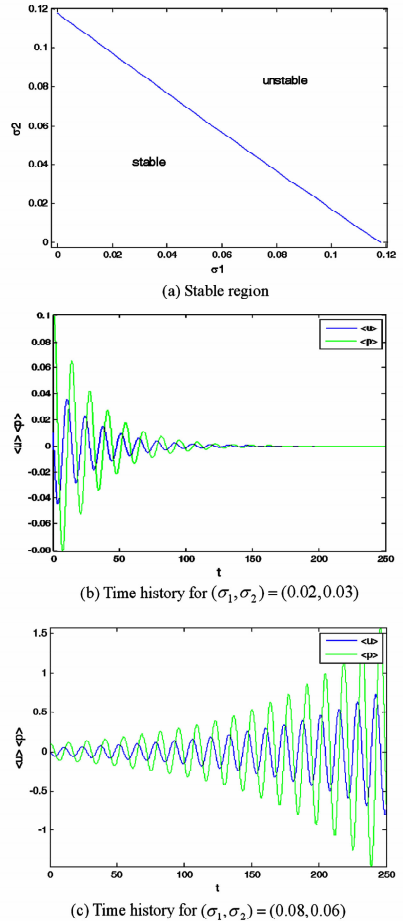 0.12
0.1
0.08
0.06
0.04
0.02
0
σ2
unstable
stable
0 0.02 0.04 0.06 0.08 0.1 0.12
σ1
(a) Stable region
0.1
0.08
0.06
0.04
0.02
0
-0.02
-0.04
-0.06
-0.00
<u> <p>
<u>
<p>
0 50 100 150 200 250
t
(b) Time history for (σ₁,σ₂) = (0.02,0.03)
1.5
1
0.5
0
-0.5
-1
<u> <p>
<u>
<p>
0 50 100 150 200 250
t
(c) Time history for (σ₁,σ₂) = (0.08,0.06)